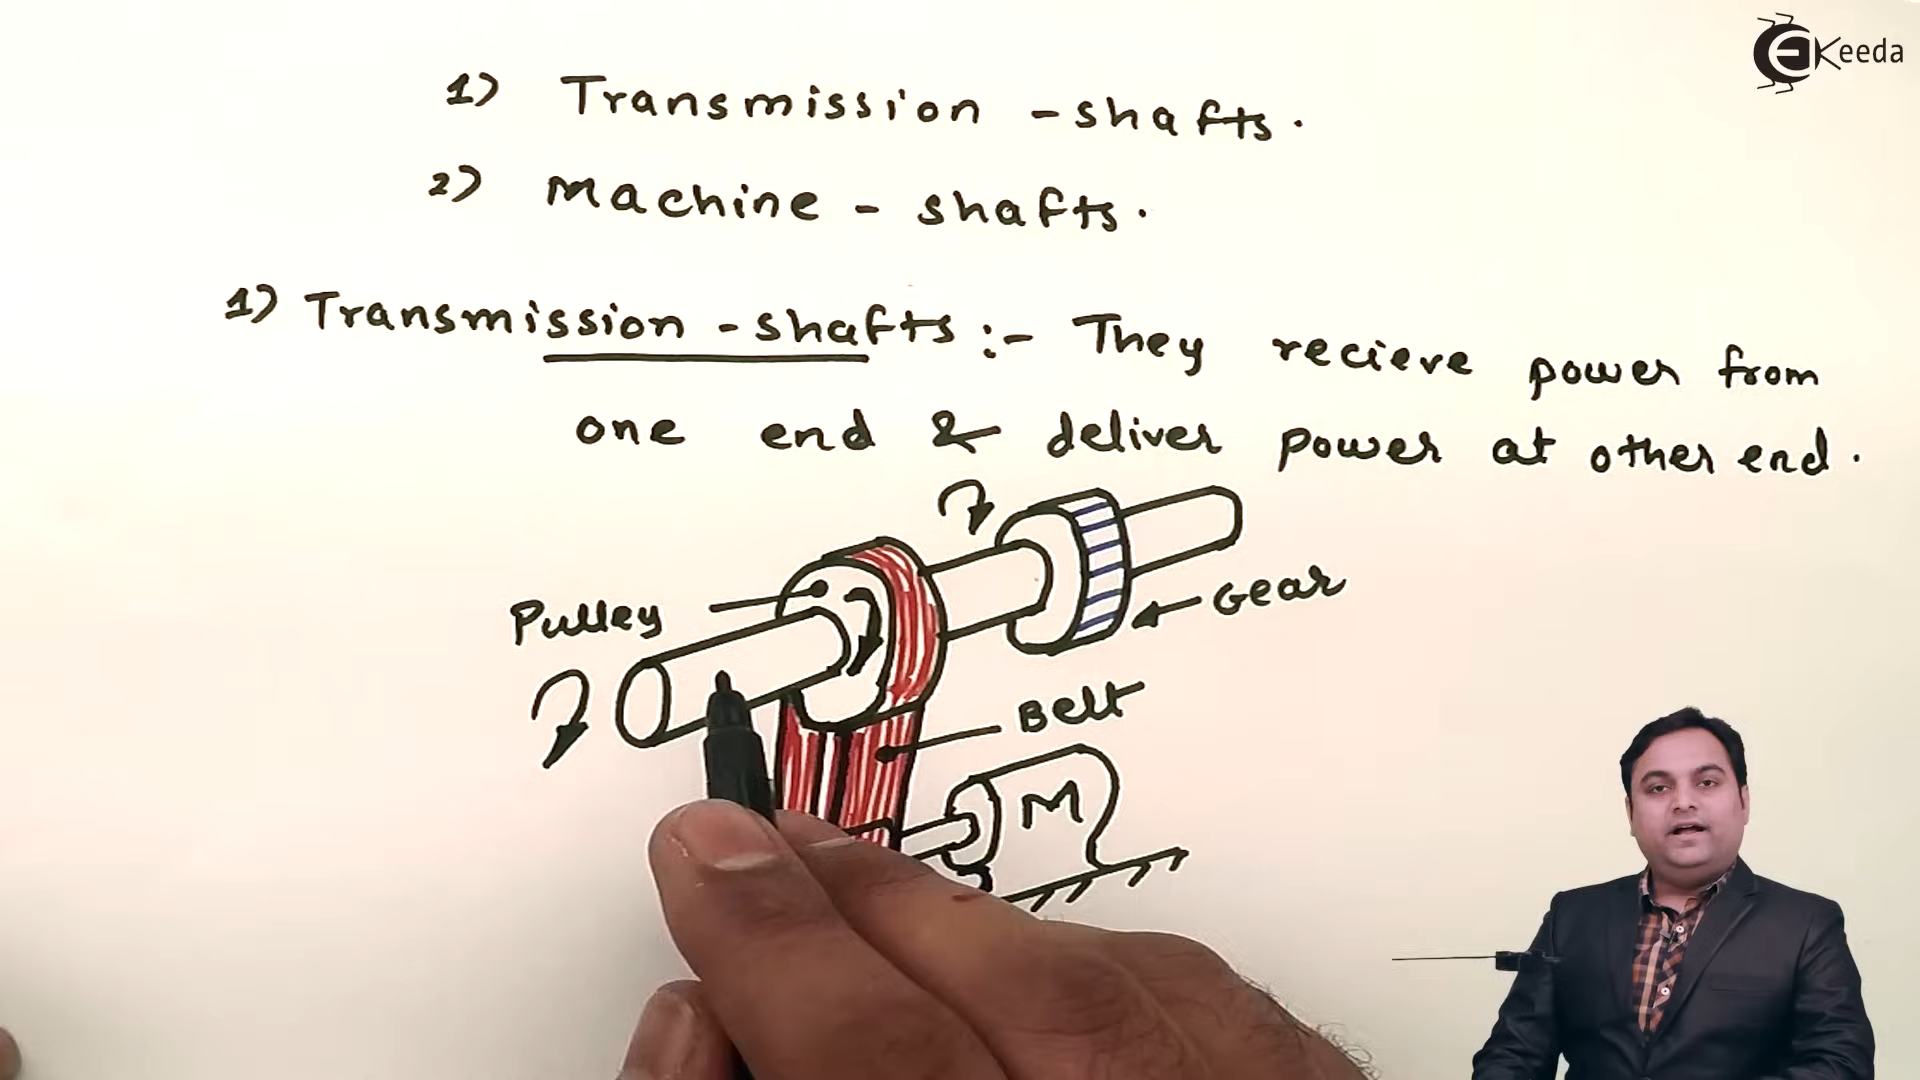 EKeeda
1) Transmission - shafts.
2) Machine - shafts.
1) Transmission - shafts :- They recieve power from
one end & deliver power at other end.
Pulley
Gear
Belt
M